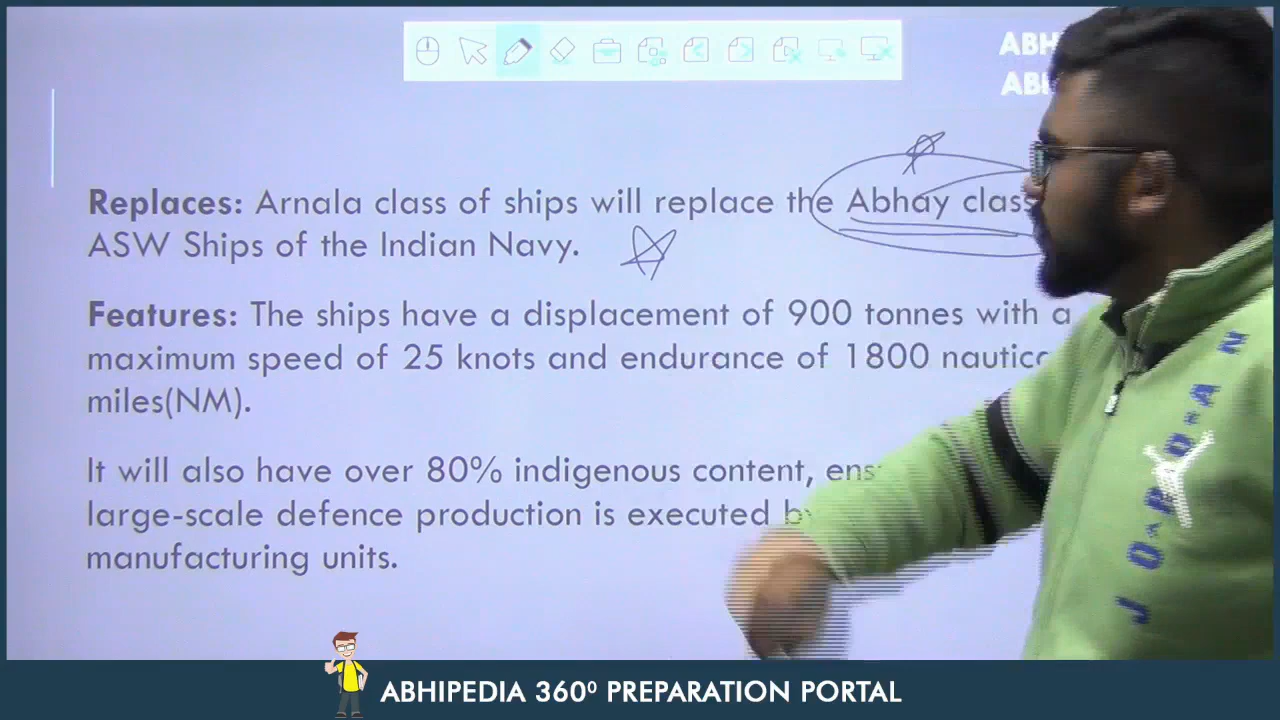 ABH
ABH
Replaces: Arnala class of ships will replace the Abhay class
ASW Ships of the Indian Navy.
Features: The ships have a displacement of 900 tonnes with a
maximum speed of 25 knots and endurance of 1800
miles(NM).
It will also have over 80% indigenous content,
large-scale defence production is executed
manufacturing units.
JORDAN
ABHIPEDIA 360⁰ PREPARATION PORTAL